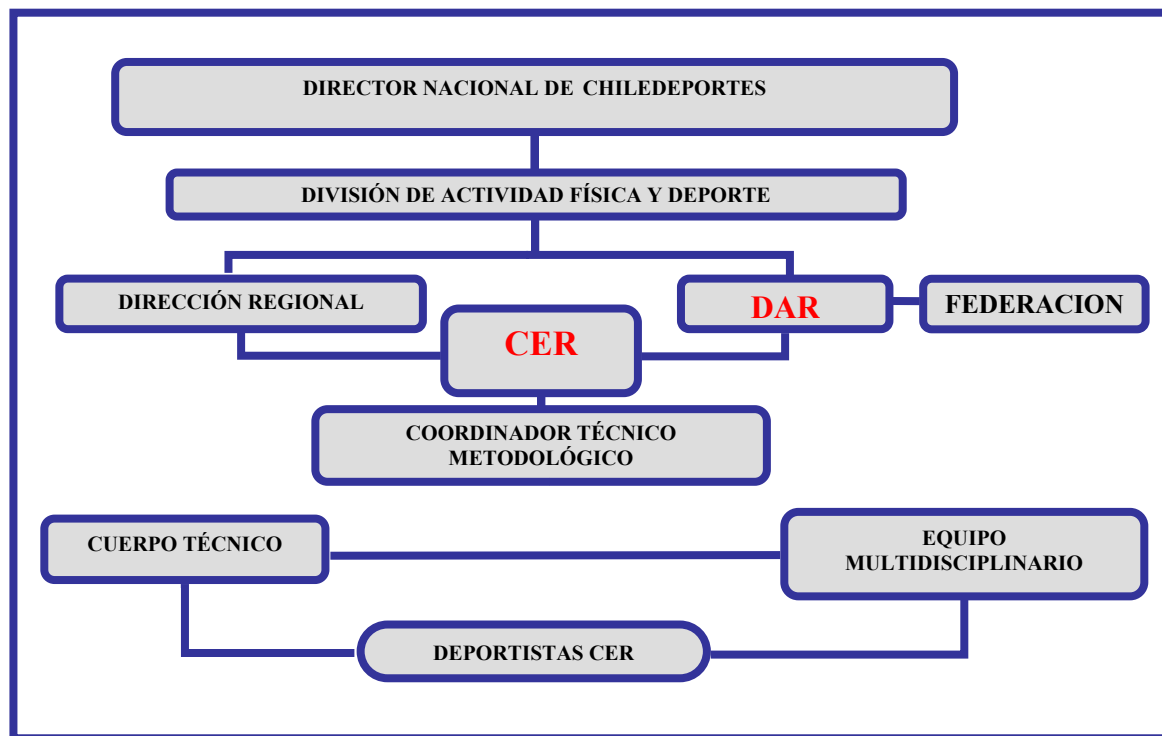 DIRECTOR NACIONAL DE CHILEDEPORTES
DIVISIÓN DE ACTIVIDAD FÍSICA Y DEPORTE
DIRECCIÓN REGIONAL
DAR
FEDERACION
CER
COORDINADOR TÉCNICO
METODOLÓGICO
CUERPO TÉCNICO
EQUIPO
MULTIDISCIPLINARIO
DEPORTISTAS CER